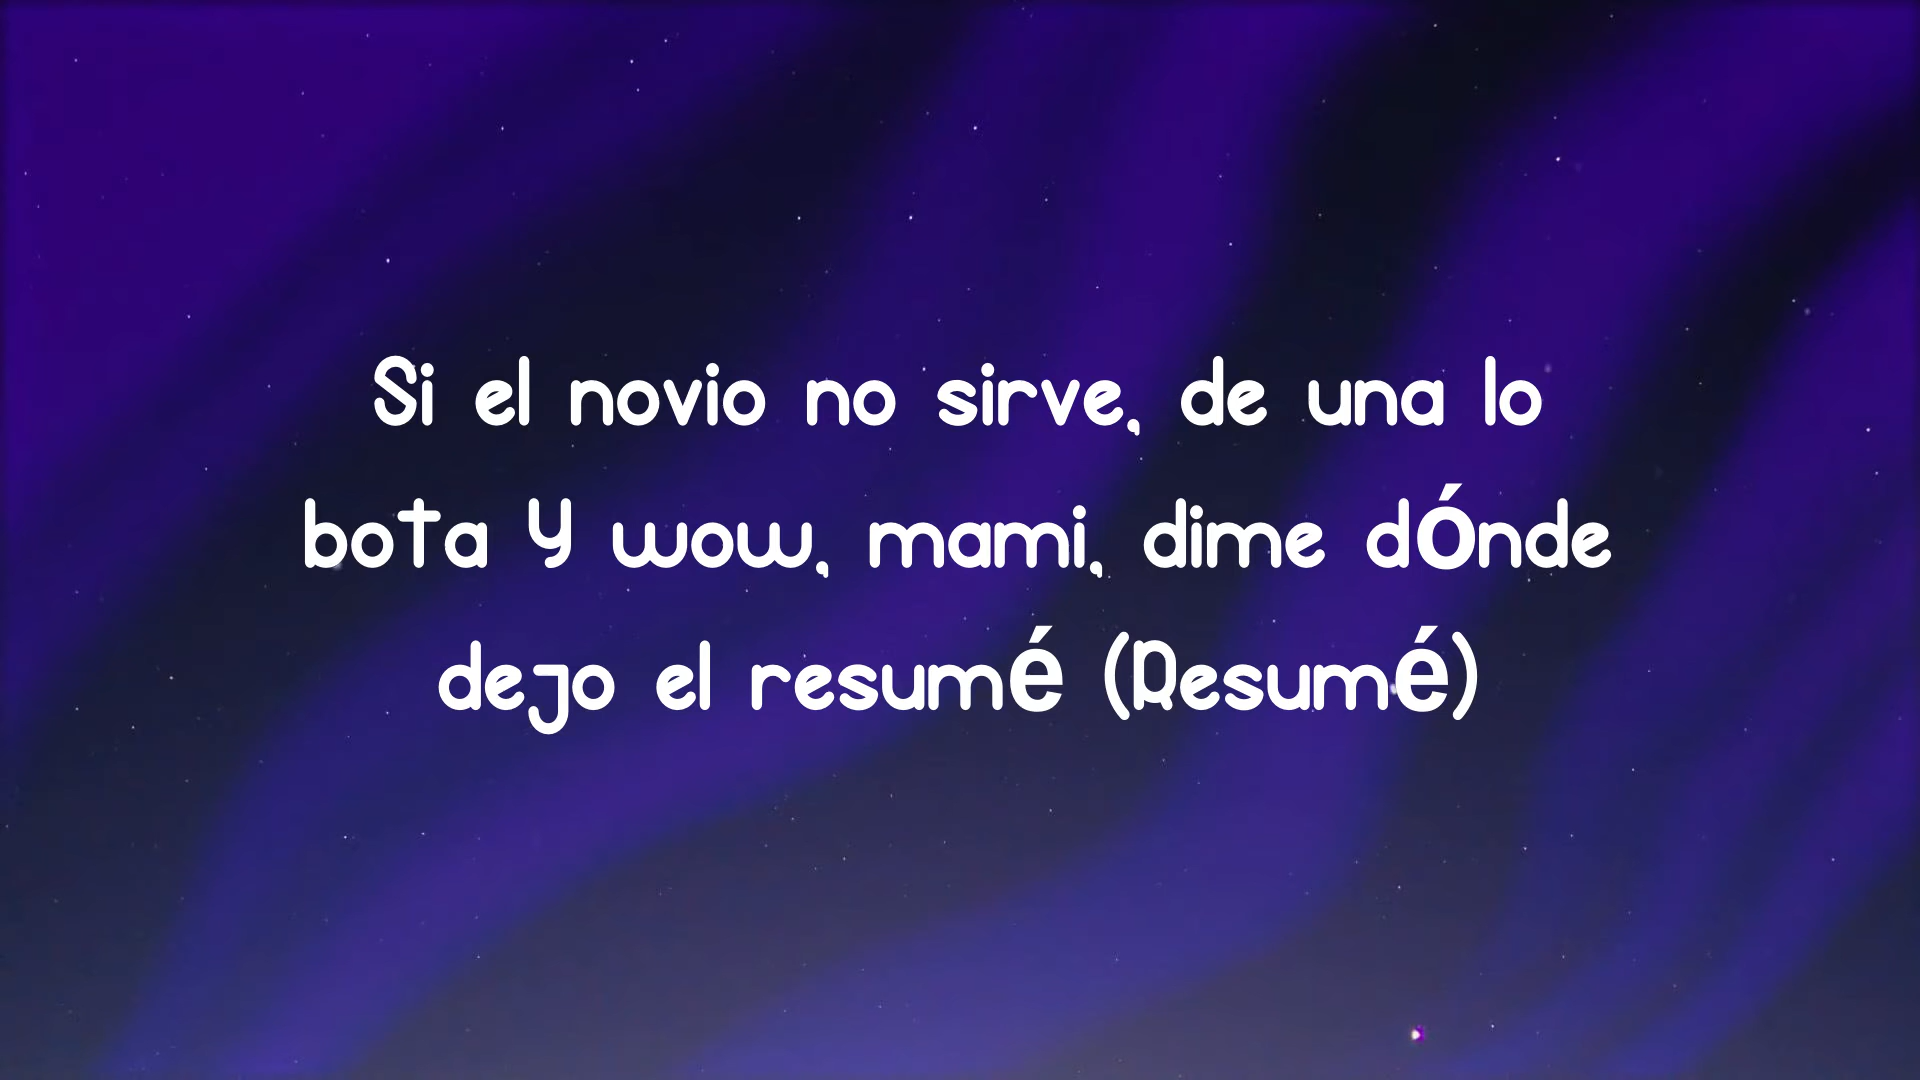 Si el novio no sirve, de una lo
bota Y wow, mami, dime dónde
dejo el resumé (Resumé)